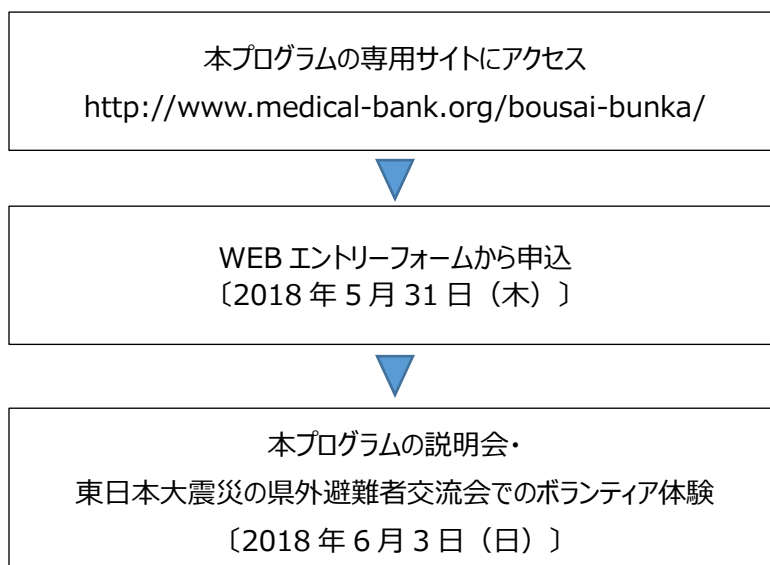 本プログラムの専用サイトにアクセス
http://www.medical-bank.org/bousai-bunka/
WEB エントリーフォームから申込
〔2018 年 5 月 31 日（木）〕
本プログラムの説明会・
東日本大震災の県外避難者交流会でのボランティア体験
〔2018 年 6 月 3 日（日）〕